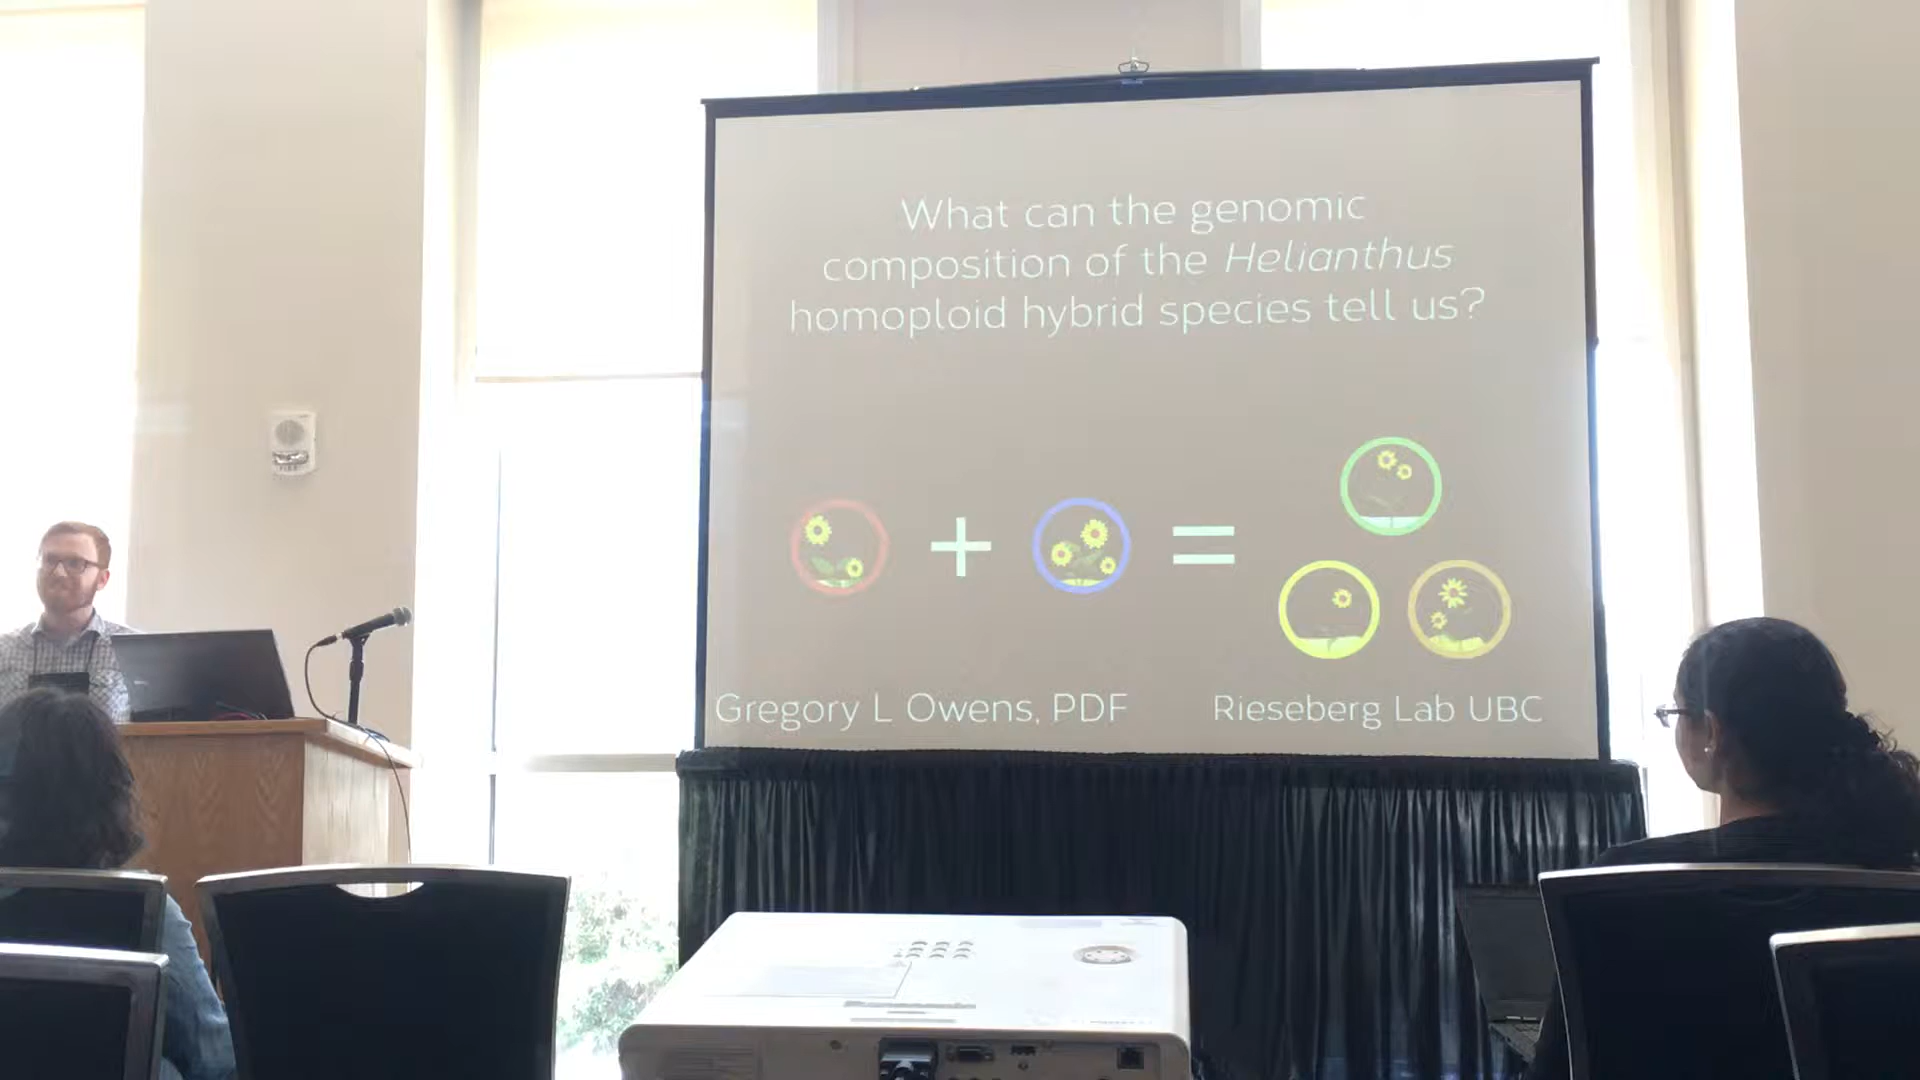 What can the genomic
composition of the Helianthus
homoploid hybrid species tell us?
Gregory L Owens, PDF
Rieseberg Lab UBC